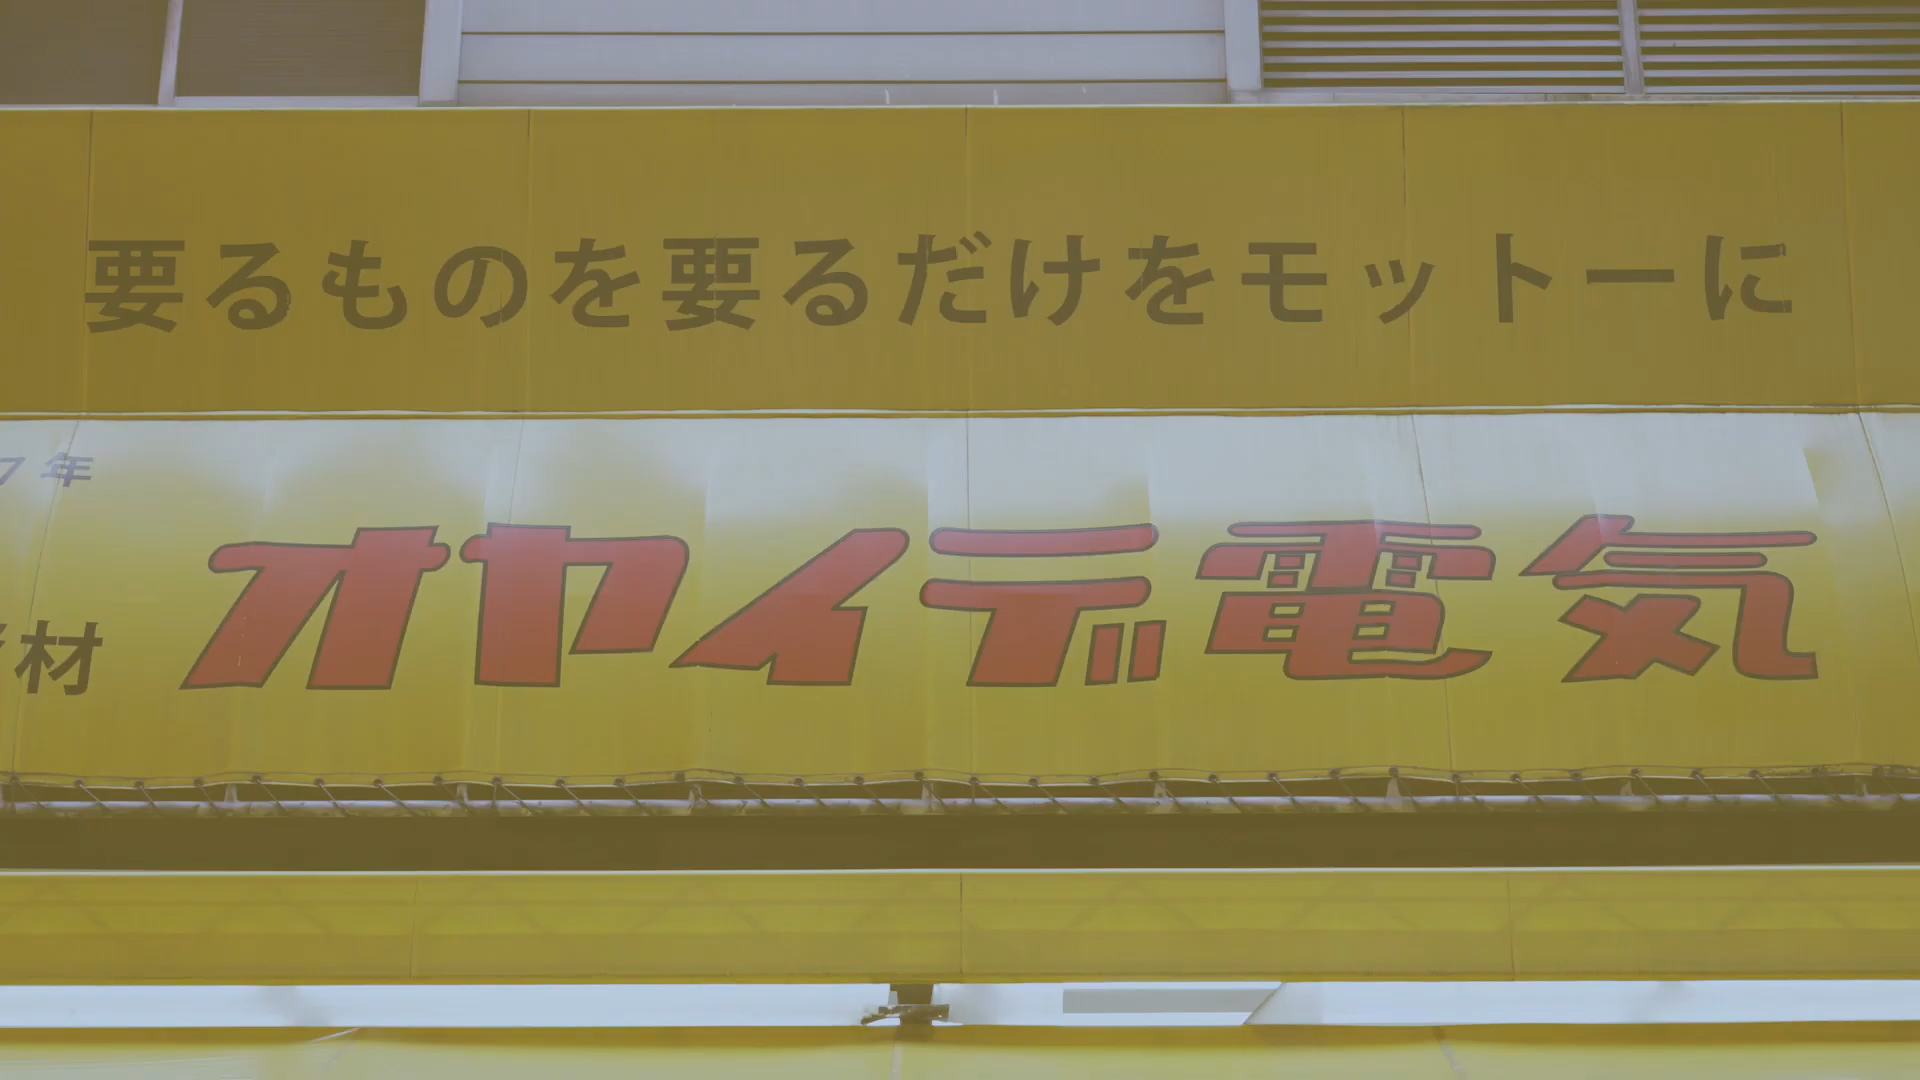 要るものを要るだけをモットーに
7年
オヤイデ電気
材